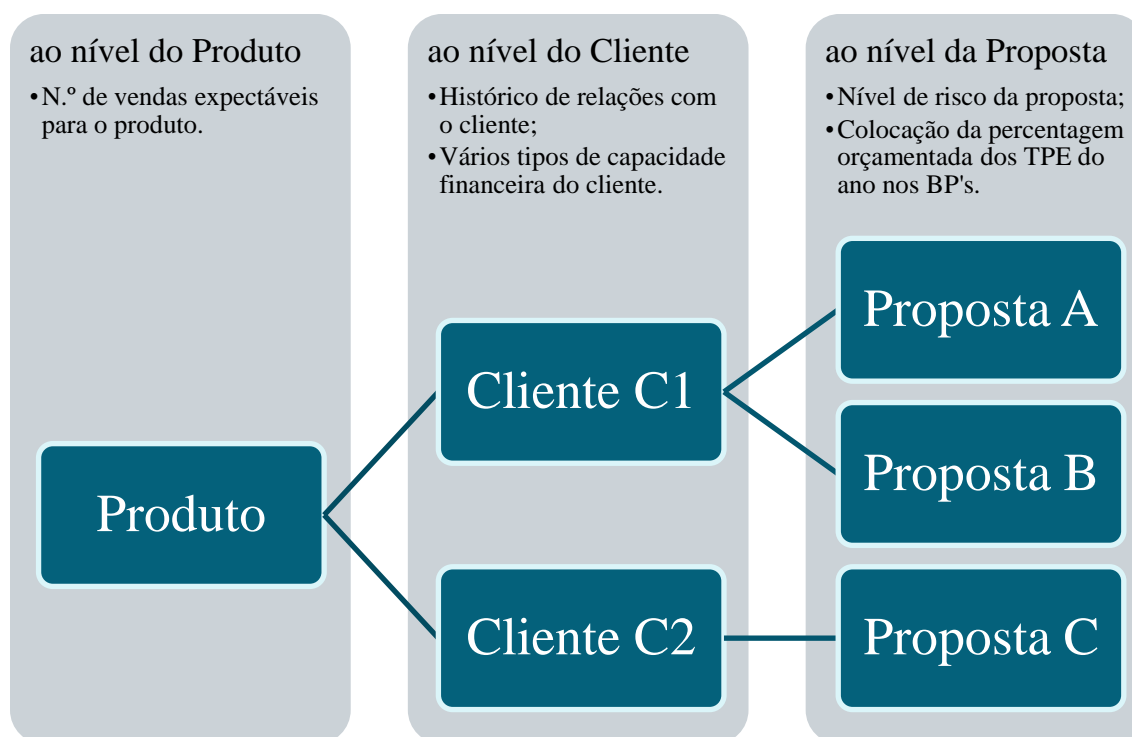 ao nível do Produto
•N.º de vendas expectáveis
para o produto.
ao nível do Cliente
•Histórico de relações com
o cliente;
•Vários tipos de capacidade
financeira do cliente.
ao nível da Proposta
•Nível de risco da proposta;
•Colocação da percentagem
orçamentada dos TPE do
ano nos BP's.
Produto
Cliente C1
Cliente C2
Proposta A
Proposta B
Proposta C